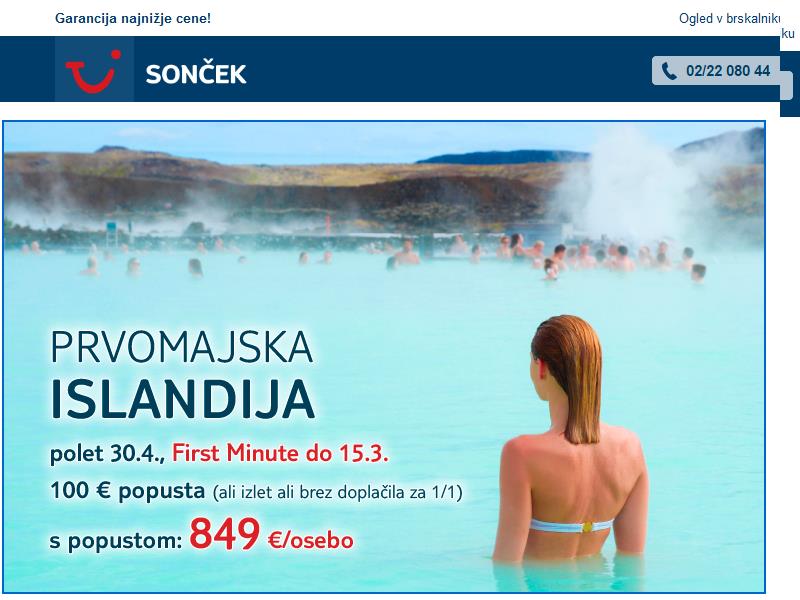 Garancija najnižje cene!
Ogled v brskalniku
ku
SONČEK
02/22 080 44
PRVOMAJSKA
ISLANDIJA
polet 30.4., First Minute do 15.3.
100 € popusta (ali izlet ali brez doplačila za 1/1)
s popustom: 849 €/osebo